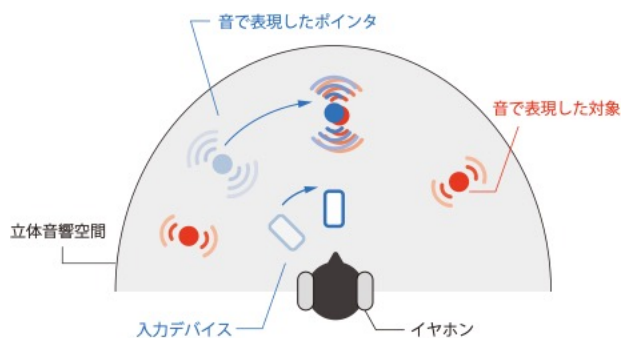 音で表現したポインタ
音で表現した対象
立体音響空間
入力デバイス
イヤホン